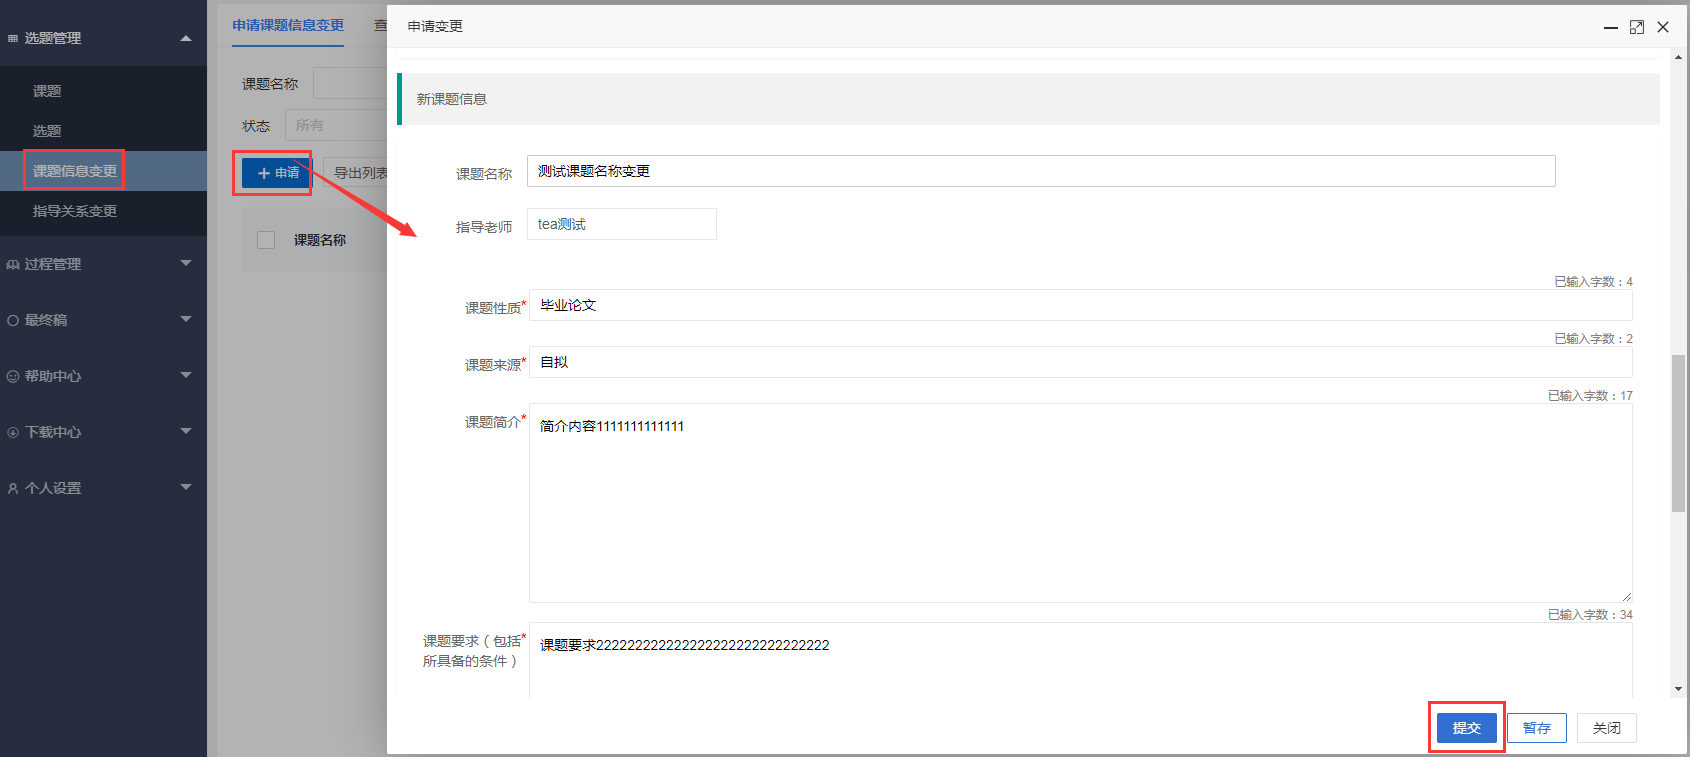 选题管理
课题
选题
课题信息变更
指导关系变更
过程管理
最终稿
帮助中心
下载中心
个人设置
申请课题信息变更
查
课题名称
状态
所有
申请
导出列表
课题名称
申请变更
新课题信息
课题名称
测试课题名称变更
指导老师
tea测试
已输入字数：4
课题性质*
毕业论文
已输入字数：2
课题来源*
自拟
已输入字数：17
课题简介*
简介内容1111111111111
已输入字数：34
课题要求（包括*
所具备的条件）
课题要求222222222222222222222222222222
提交
暂存
关闭